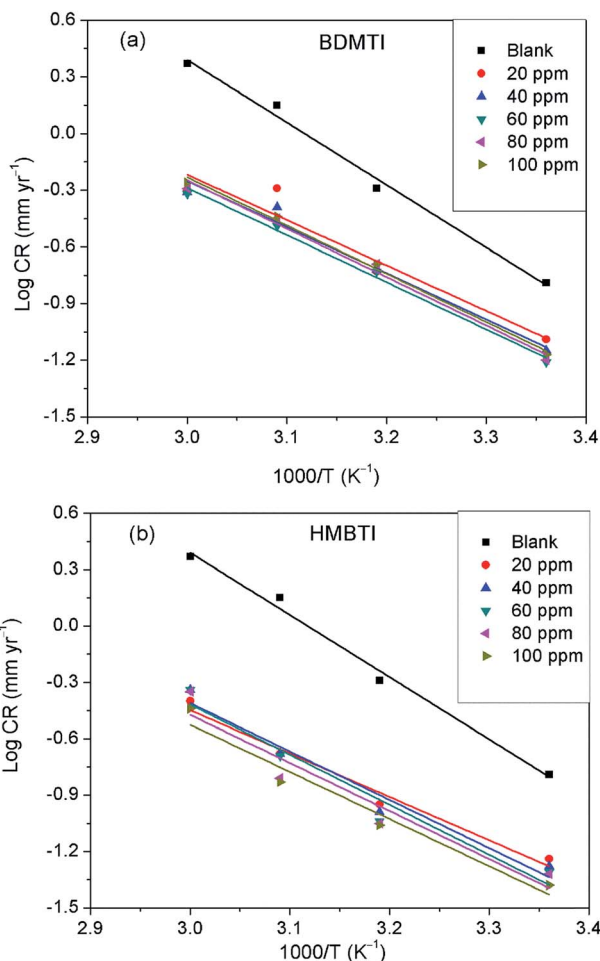 (a)
BDMTI
Blank
20 ppm
40 ppm
60 ppm
80 ppm
100 ppm
0.6
0.3
0.0
-0.3
-0.6
-0.9
-1.2
-1.5
Log CR (mm yr⁻¹)
2.9 3.0 3.1 3.2 3.3 3.4
1000/T (K⁻¹)
(b)
HMBTI
Blank
20 ppm
40 ppm
60 ppm
80 ppm
100 ppm
0.6
0.3
0.0
-0.3
-0.6
-0.9
-1.2
-1.5
Log CR (mm yr⁻¹)
2.9 3.0 3.1 3.2 3.3 3.4
1000/T (K⁻¹)